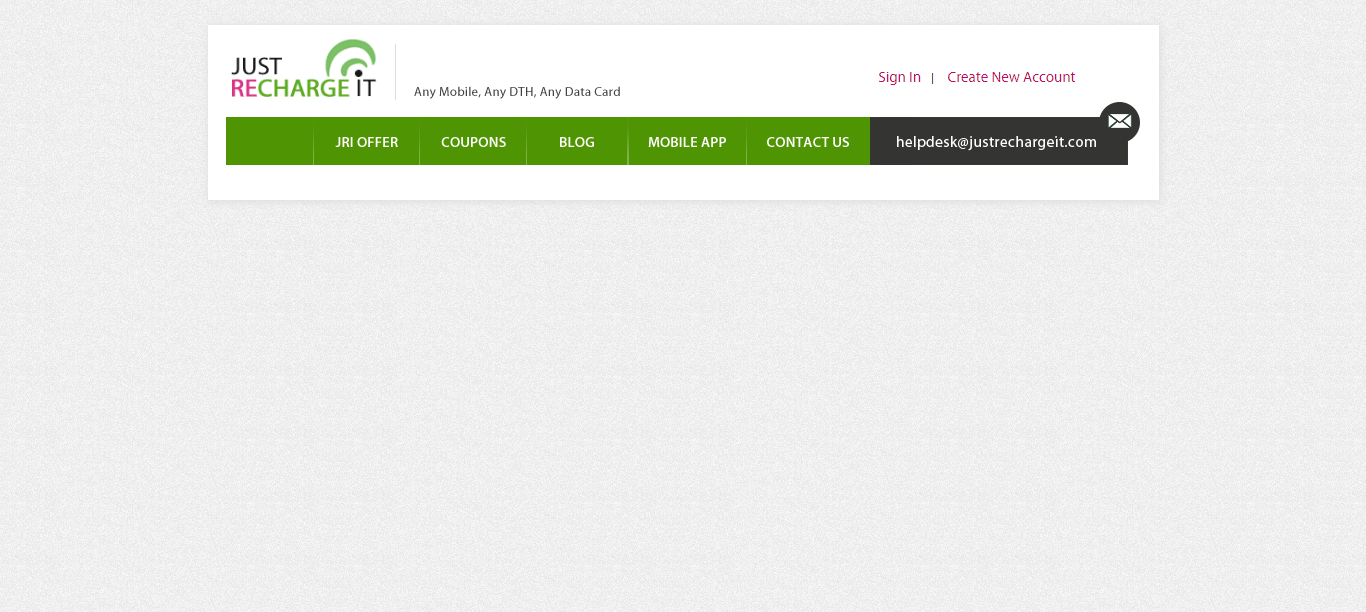 JUST
RECHARGE iT
Any Mobile, Any DTH, Any Data Card
Sign In | Create New Account
JRI OFFER COUPONS BLOG MOBILE APP CONTACT US helpdesk@justrechargeit.com